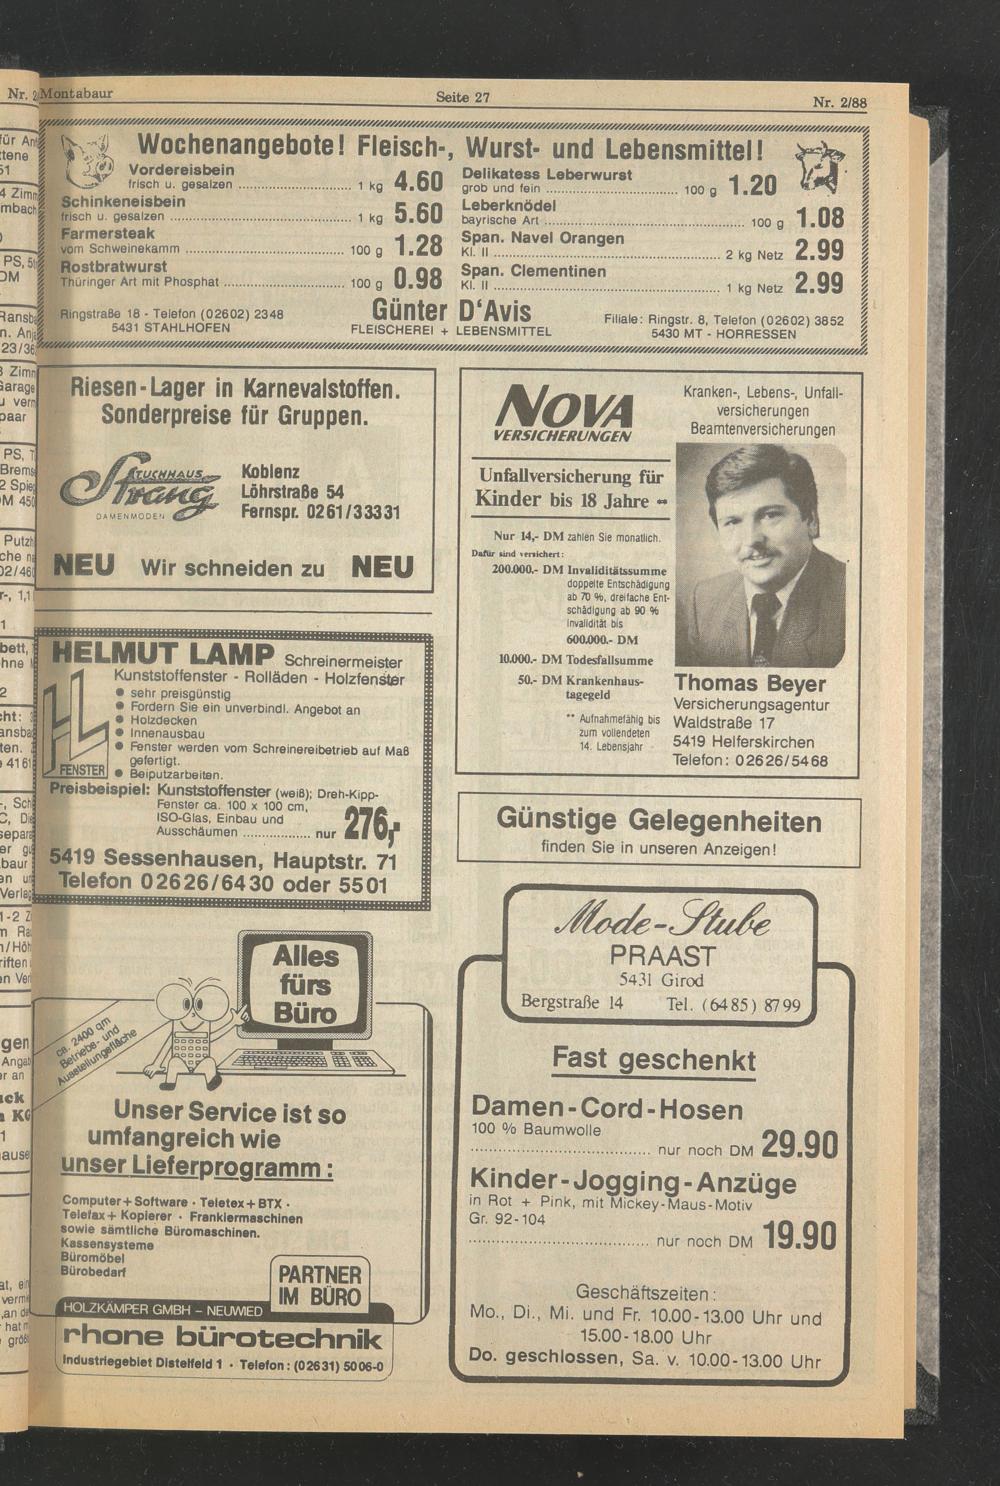 Montabaur
Seite 27
Nr. 2/88
Wochenangebote! Fleisch-, Wurst- und Lebensmittel!
Vordereisbein
frisch u. gesalzen ........ 1 kg 4.60
Schinkeneisbein
frisch u. gesalzen ........ 1 kg 5.60
Farmersteak
vom Schweinekamm ........ 100 g 1.28
Rostbratwurst
Thüringer Art mit Phosphat ........ 100 g 0.98
Delikatess Leberwurst
grob und fein ........ 100 g 1.20
Leberknödel
bayrische Art ........ 100 g 1.08
Span. Navel Orangen
Kl. II ........ 2 kg Netz 2.99
Span. Clementinen
Kl. II ........ 1 kg Netz 2.99
Ringstraße 18 - Telefon (02602) 2348
5431 STAHLHOFEN
Günter D'Avis
FLEISCHEREI + LEBENSMITTEL
Filiale: Ringstr. 8, Telefon (02602) 3852
5430 MT - HORRESSEN
Riesen-Lager in Karnevalstoffen.
Sonderpreise für Gruppen.
TUCHHAUS
Strang
DAMENMODEN
Koblenz
Löhrstraße 54
Fernspr. 0261/33331
NEU Wir schneiden zu NEU
HELMUT LAMP Schreinermeister
Kunststoffenster - Rolläden - Holzfenster
● sehr preisgünstig
● Fordern Sie ein unverbindl. Angebot an
● Holzdecken
● Innenausbau
● Fenster werden vom Schreinereibetrieb auf Maß
gefertigt.
● Beiputzarbeiten.
HL
FENSTER
Preisbeispiel: Kunststoffenster (weiß); Dreh-Kipp-
Fenster ca. 100 x 100 cm,
ISO-Glas, Einbau und
Ausschäumen ........ nur 276,-
5419 Sessenhausen, Hauptstr. 71
Telefon 02626/6430 oder 5501
Alles
fürs
Büro
ca. 2400 qm
Betriebs- und
Ausstellungsfläche
Unser Service ist so
umfangreich wie
unser Lieferprogramm:
Computer+Software · Teletex+BTX ·
Telefax+Kopierer · Frankiermaschinen
sowie sämtliche Büromaschinen.
Kassensysteme
Büromöbel
Bürobedarf
PARTNER
IM BÜRO
HOLZKÄMPER GMBH – NEUWIED
rhone bürotechnik
Industriegebiet Distelfeld 1 · Telefon: (02631) 5006-0
NOVA
VERSICHERUNGEN
Kranken-, Lebens-, Unfall-
versicherungen
Beamtenversicherungen
Unfallversicherung für
Kinder bis 18 Jahre **
Nur 14,- DM zahlen Sie monatlich.
Dafür sind versichert:
200.000.- DM Invaliditätssumme
doppelte Entschädigung
ab 70 %, dreifache Ent-
schädigung ab 90 %
Invalidität bis
600.000.- DM
10.000.- DM Todesfallsumme
50.- DM Krankenhaus-
tagegeld
** Aufnahmefähig bis
zum vollendeten
14. Lebensjahr
Thomas Beyer
Versicherungsagentur
Waldstraße 17
5419 Helferskirchen
Telefon: 02626/5468
Günstige Gelegenheiten
finden Sie in unseren Anzeigen!
Mode-Stube
PRAAST
5431 Girod
Bergstraße 14 Tel. (6485) 8799
Fast geschenkt
Damen-Cord-Hosen
100 % Baumwolle
........ nur noch DM 29.90
Kinder-Jogging-Anzüge
in Rot + Pink, mit Mickey-Maus-Motiv
Gr. 92-104
........ nur noch DM 19.90
Geschäftszeiten:
Mo., Di., Mi. und Fr. 10.00-13.00 Uhr und
15.00-18.00 Uhr
Do. geschlossen, Sa. v. 10.00-13.00 Uhr